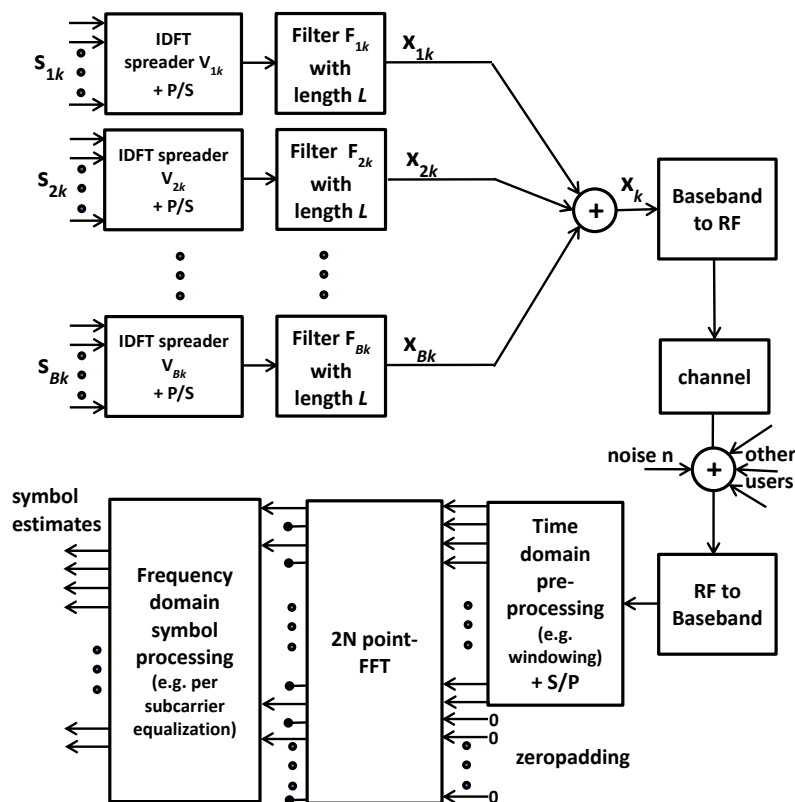 S1k
IDFT
spreader V1k
+ P/S
Filter F1k
with
length L
x1k
S2k
IDFT spreader
V2k
+ P/S
Filter F2k
with
length L
x2k
+
xk
Baseband
to RF
SBk
IDFT spreader
VBk
+ P/S
Filter FBk
with
length L
xBk
channel
noise n
+
other
users
RF to
Baseband
Time
domain
pre-
processing
(e.g.
windowing)
+ S/P
0
0
0
zeropadding
2N point-
FFT
Frequency
domain
symbol
processing
(e.g. per
subcarrier
equalization)
symbol
estimates